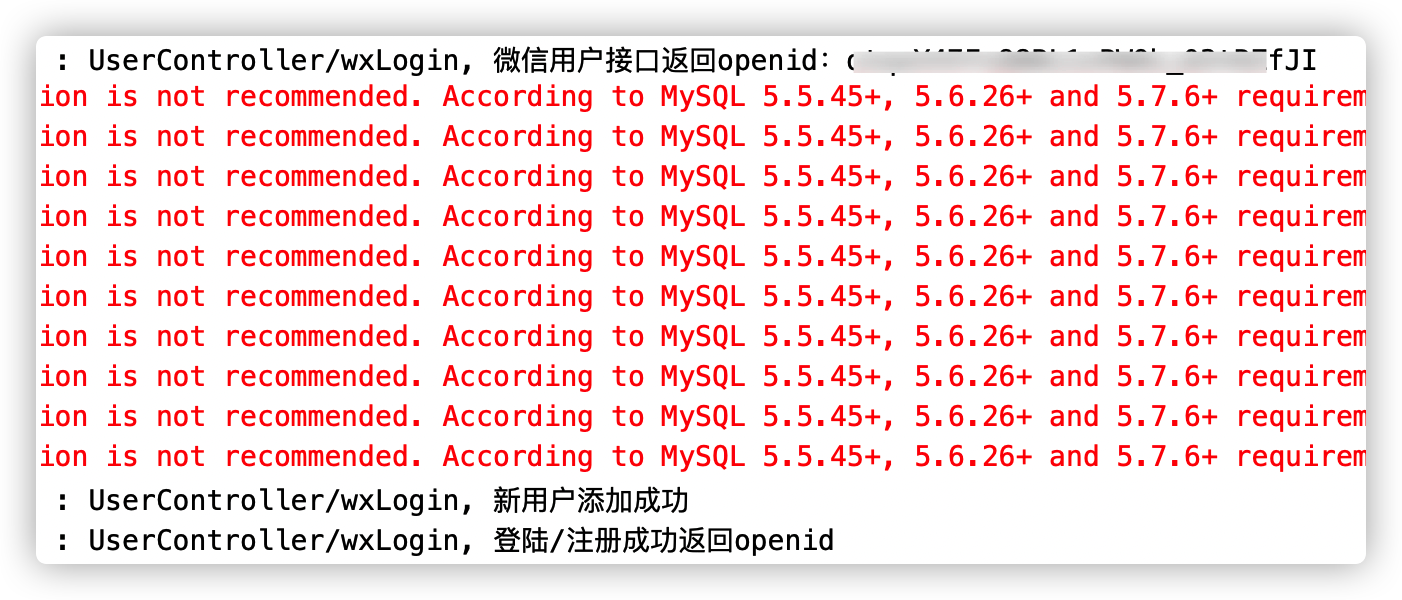 : UserController/wxLogin, 微信用户接口返回openid: fJI
ion is not recommended. According to MySQL 5.5.45+, 5.6.26+ and 5.7.6+ requirem
ion is not recommended. According to MySQL 5.5.45+, 5.6.26+ and 5.7.6+ requirem
ion is not recommended. According to MySQL 5.5.45+, 5.6.26+ and 5.7.6+ requirem
ion is not recommended. According to MySQL 5.5.45+, 5.6.26+ and 5.7.6+ requirem
ion is not recommended. According to MySQL 5.5.45+, 5.6.26+ and 5.7.6+ requirem
ion is not recommended. According to MySQL 5.5.45+, 5.6.26+ and 5.7.6+ requirem
ion is not recommended. According to MySQL 5.5.45+, 5.6.26+ and 5.7.6+ requirem
ion is not recommended. According to MySQL 5.5.45+, 5.6.26+ and 5.7.6+ requirem
ion is not recommended. According to MySQL 5.5.45+, 5.6.26+ and 5.7.6+ requirem
ion is not recommended. According to MySQL 5.5.45+, 5.6.26+ and 5.7.6+ requirem
: UserController/wxLogin, 新用户添加成功
: UserController/wxLogin, 登陆/注册成功返回openid